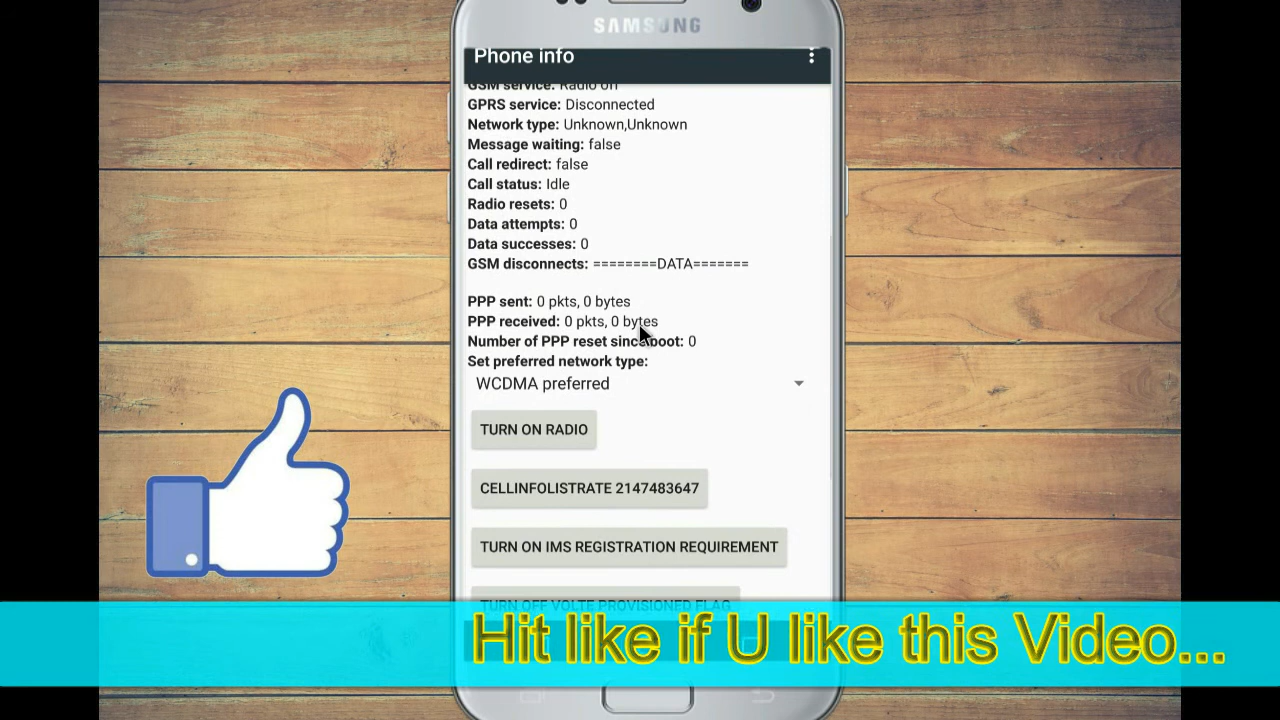 SAMSUNG
Phone info
GSM service: Radio off
GPRS service: Disconnected
Network type: Unknown,Unknown
Message waiting: false
Call redirect: false
Call status: Idle
Radio resets: 0
Data attempts: 0
Data successes: 0
GSM disconnects: ========DATA=======
PPP sent: 0 pkts, 0 bytes
PPP received: 0 pkts, 0 bytes
Number of PPP reset since boot: 0
Set preferred network type:
WCDMA preferred
TURN ON RADIO
CELLINFOLISTRATE 2147483647
TURN ON IMS REGISTRATION REQUIREMENT
TURN OFF VOLTE PROVISIONED FLAG
Hit like if U like this Video...